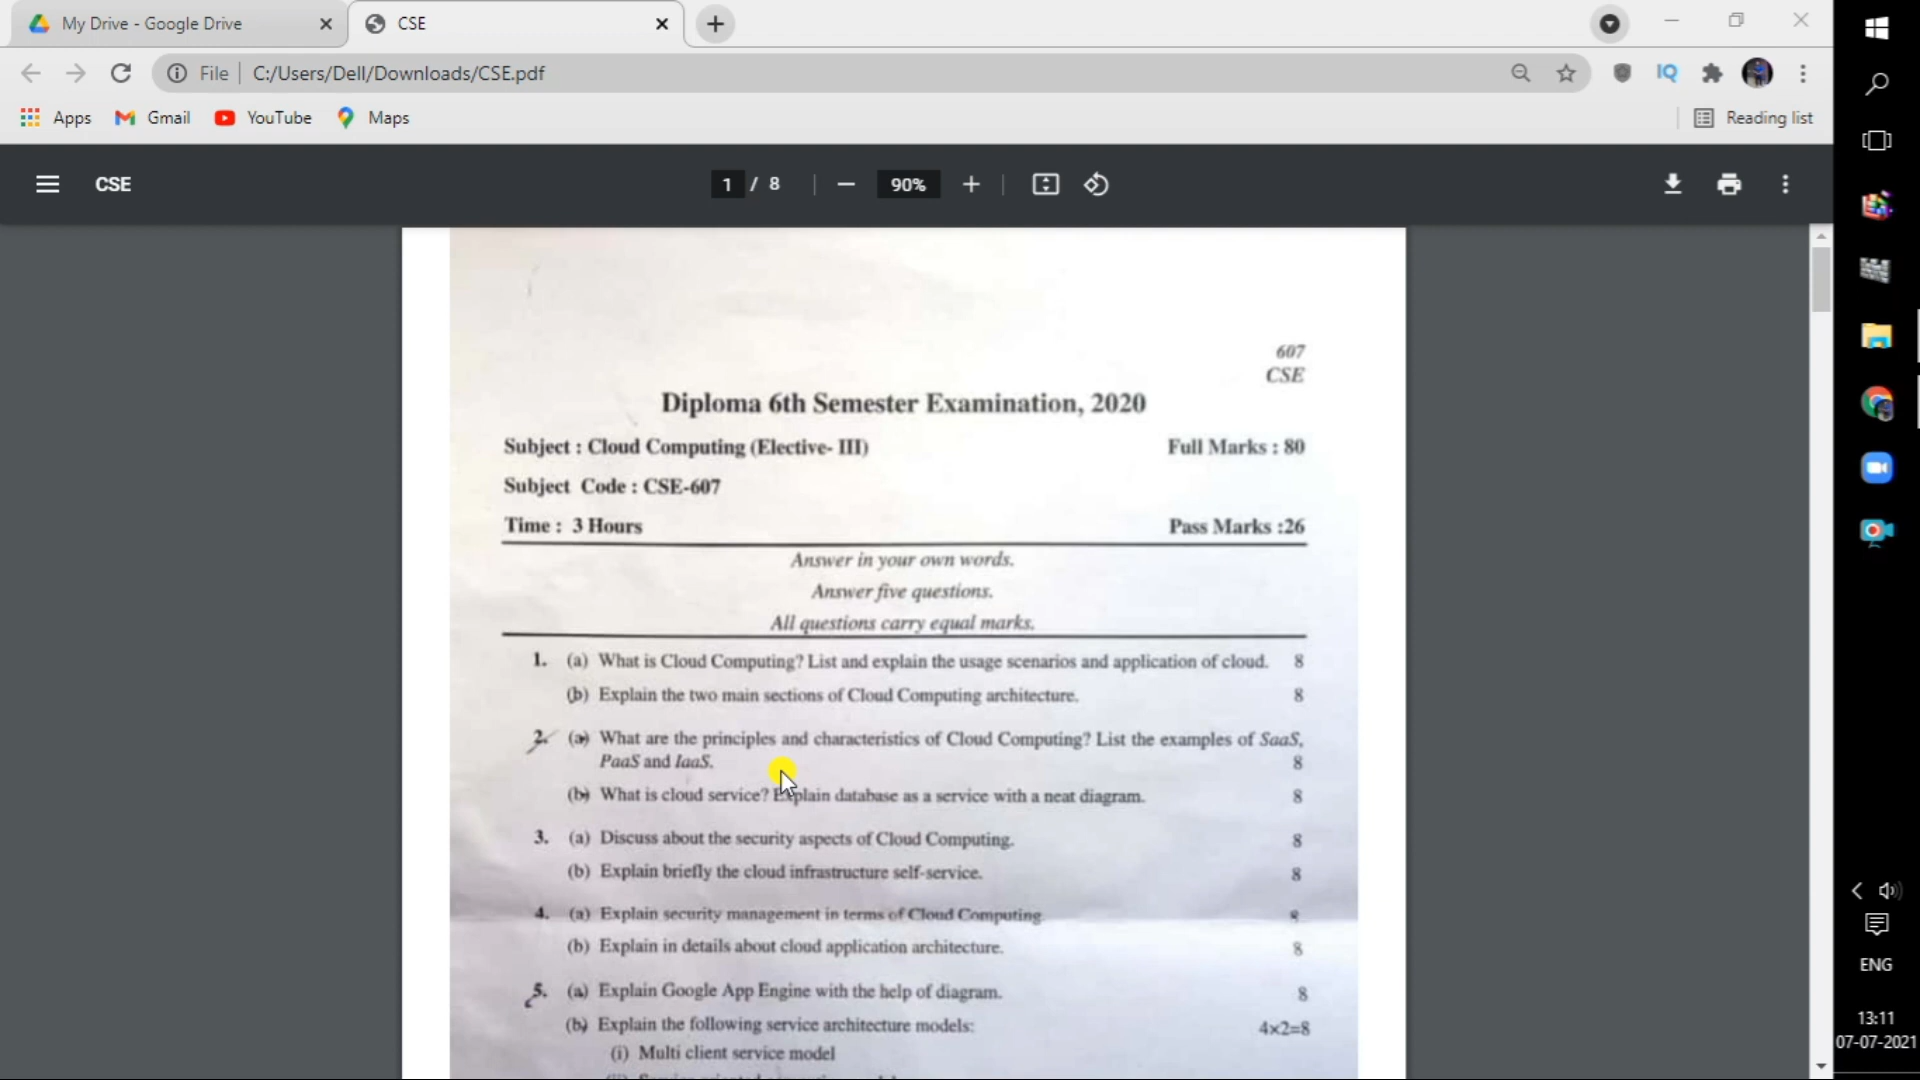 My Drive - Google Drive
CSE
File
C:/Users/Dell/Downloads/CSE.pdf
IQ
Apps
Gmail
YouTube
Maps
Reading list
CSE
1 / 8
90%
607
CSE
Diploma 6th Semester Examination, 2020
Subject : Cloud Computing (Elective- III) Full Marks : 80
Subject Code : CSE-607
Time : 3 Hours Pass Marks :26
Answer in your own words.
Answer five questions.
All questions carry equal marks.
1. (a) What is Cloud Computing? List and explain the usage scenarios and application of cloud. 8
(b) Explain the two main sections of Cloud Computing architecture. 8
2. (a) What are the principles and characteristics of Cloud Computing? List the examples of SaaS,
PaaS and IaaS. 8
(b) What is cloud service? Explain database as a service with a neat diagram. 8
3. (a) Discuss about the security aspects of Cloud Computing. 8
(b) Explain briefly the cloud infrastructure self-service. 8
4. (a) Explain security management in terms of Cloud Computing 8
(b) Explain in details about cloud application architecture. 8
5. (a) Explain Google App Engine with the help of diagram. 8
(b) Explain the following service architecture models: 4×2=8
(i) Multi client service model
ENG
13:11
07-07-2021